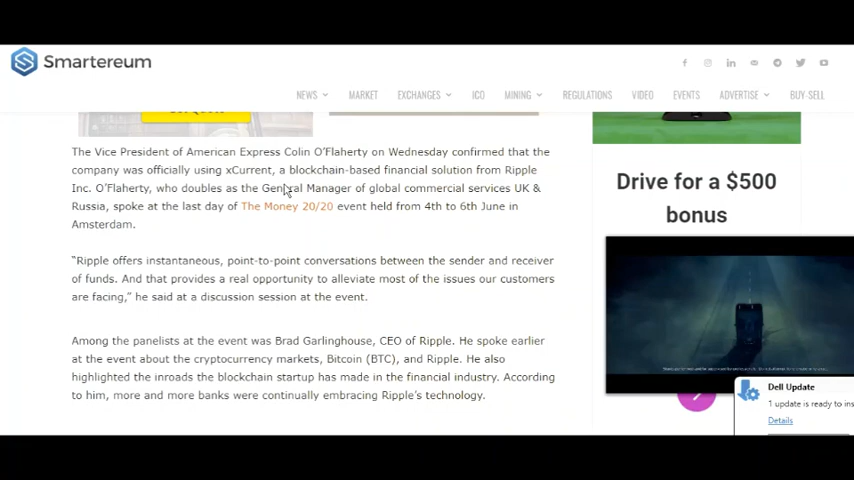 Smartereum
NEWS MARKET EXCHANGES ICO MINING REGULATIONS VIDEO EVENTS ADVERTISE BUY-SELL
The Vice President of American Express Colin O’Flaherty on Wednesday confirmed that the
company was officially using xCurrent, a blockchain-based financial solution from Ripple
Inc. O’Flaherty, who doubles as the General Manager of global commercial services UK &
Russia, spoke at the last day of The Money 20/20 event held from 4th to 6th June in
Amsterdam.
“Ripple offers instantaneous, point-to-point conversations between the sender and receiver
of funds. And that provides a real opportunity to alleviate most of the issues our customers
are facing,” he said at a discussion session at the event.
Among the panelists at the event was Brad Garlinghouse, CEO of Ripple. He spoke earlier
at the event about the cryptocurrency markets, Bitcoin (BTC), and Ripple. He also
highlighted the inroads the blockchain startup has made in the financial industry. According
to him, more and more banks were continually embracing Ripple’s technology.
Drive for a $500
bonus
Dell Update
1 update is ready to ins
Details